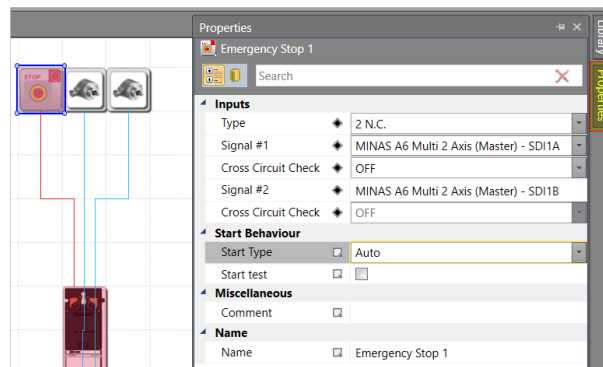 Properties
Library
Emergency Stop 1
Properties
STOP
Search
Inputs
Type 2 N.C.
Signal #1 MINAS A6 Multi 2 Axis (Master) - SDI1A
Cross Circuit Check OFF
Signal #2 MINAS A6 Multi 2 Axis (Master) - SDI1B
Cross Circuit Check OFF
Start Behaviour
Start Type Auto
Start test
Miscellaneous
Comment
Name
Name Emergency Stop 1